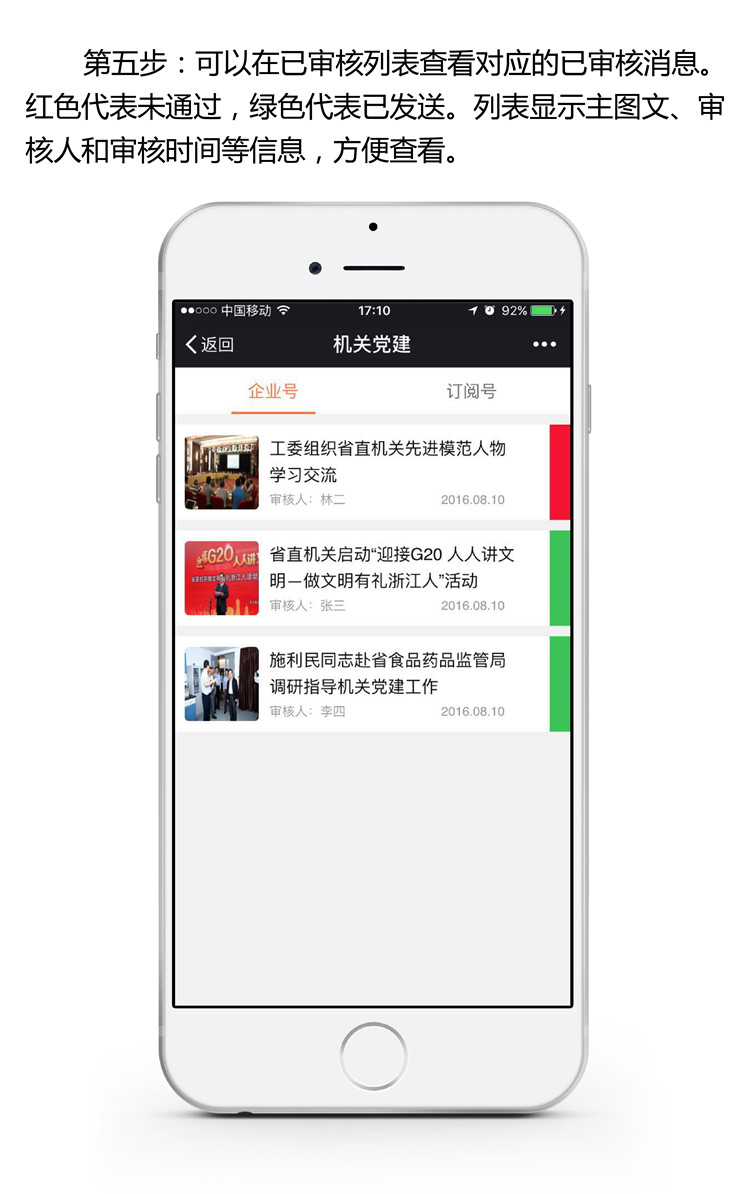 第五步：可以在已审核列表查看对应的已审核消息。
红色代表未通过，绿色代表已发送。列表显示主图文、审
核人和审核时间等信息，方便查看。
中国移动 17:10 92%
返回 机关党建
企业号 订阅号
工委组织省直机关先进模范人物
学习交流
审核人：林二 2016.08.10
省直机关启动“迎接G20 人人讲文
明—做文明有礼浙江人”活动
审核人：张三 2016.08.10
施利民同志赴省食品药品监管局
调研指导机关党建工作
审核人：李四 2016.08.10